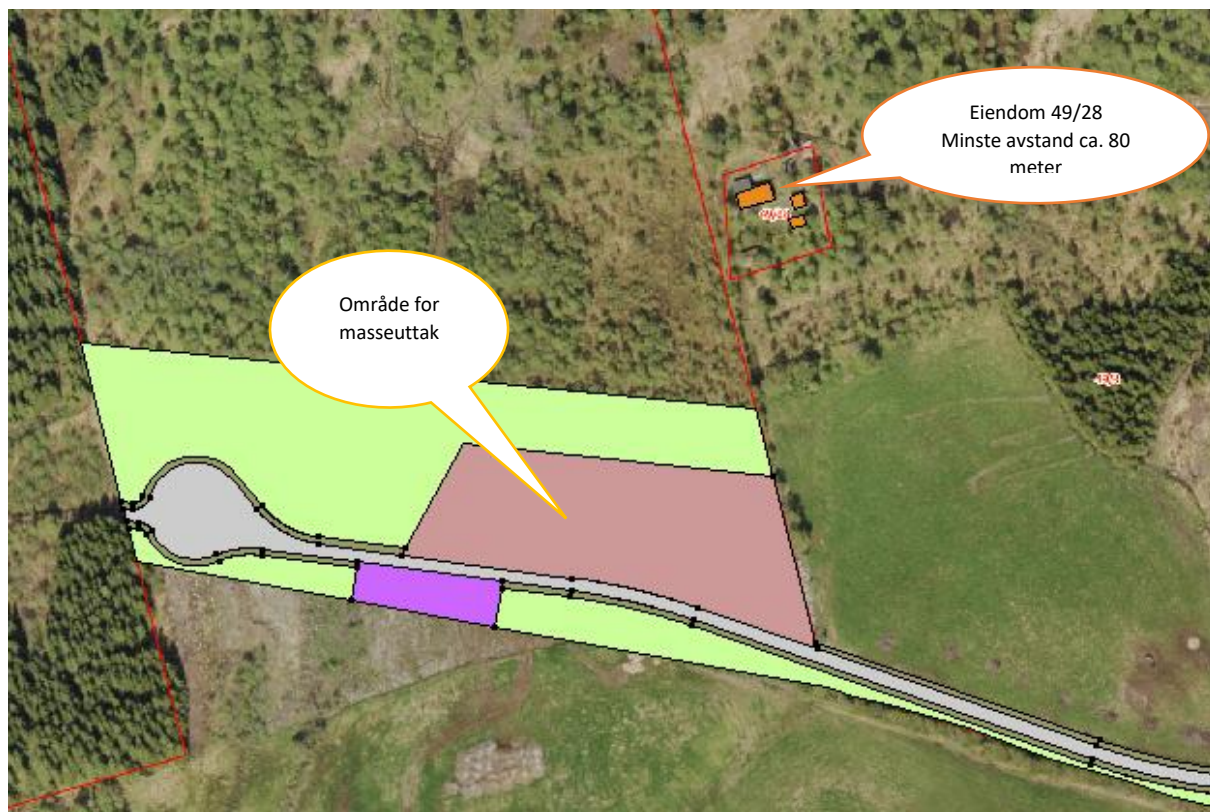 Eiendom 49/28
Minste avstand ca. 80
meter
Område for
masseuttak